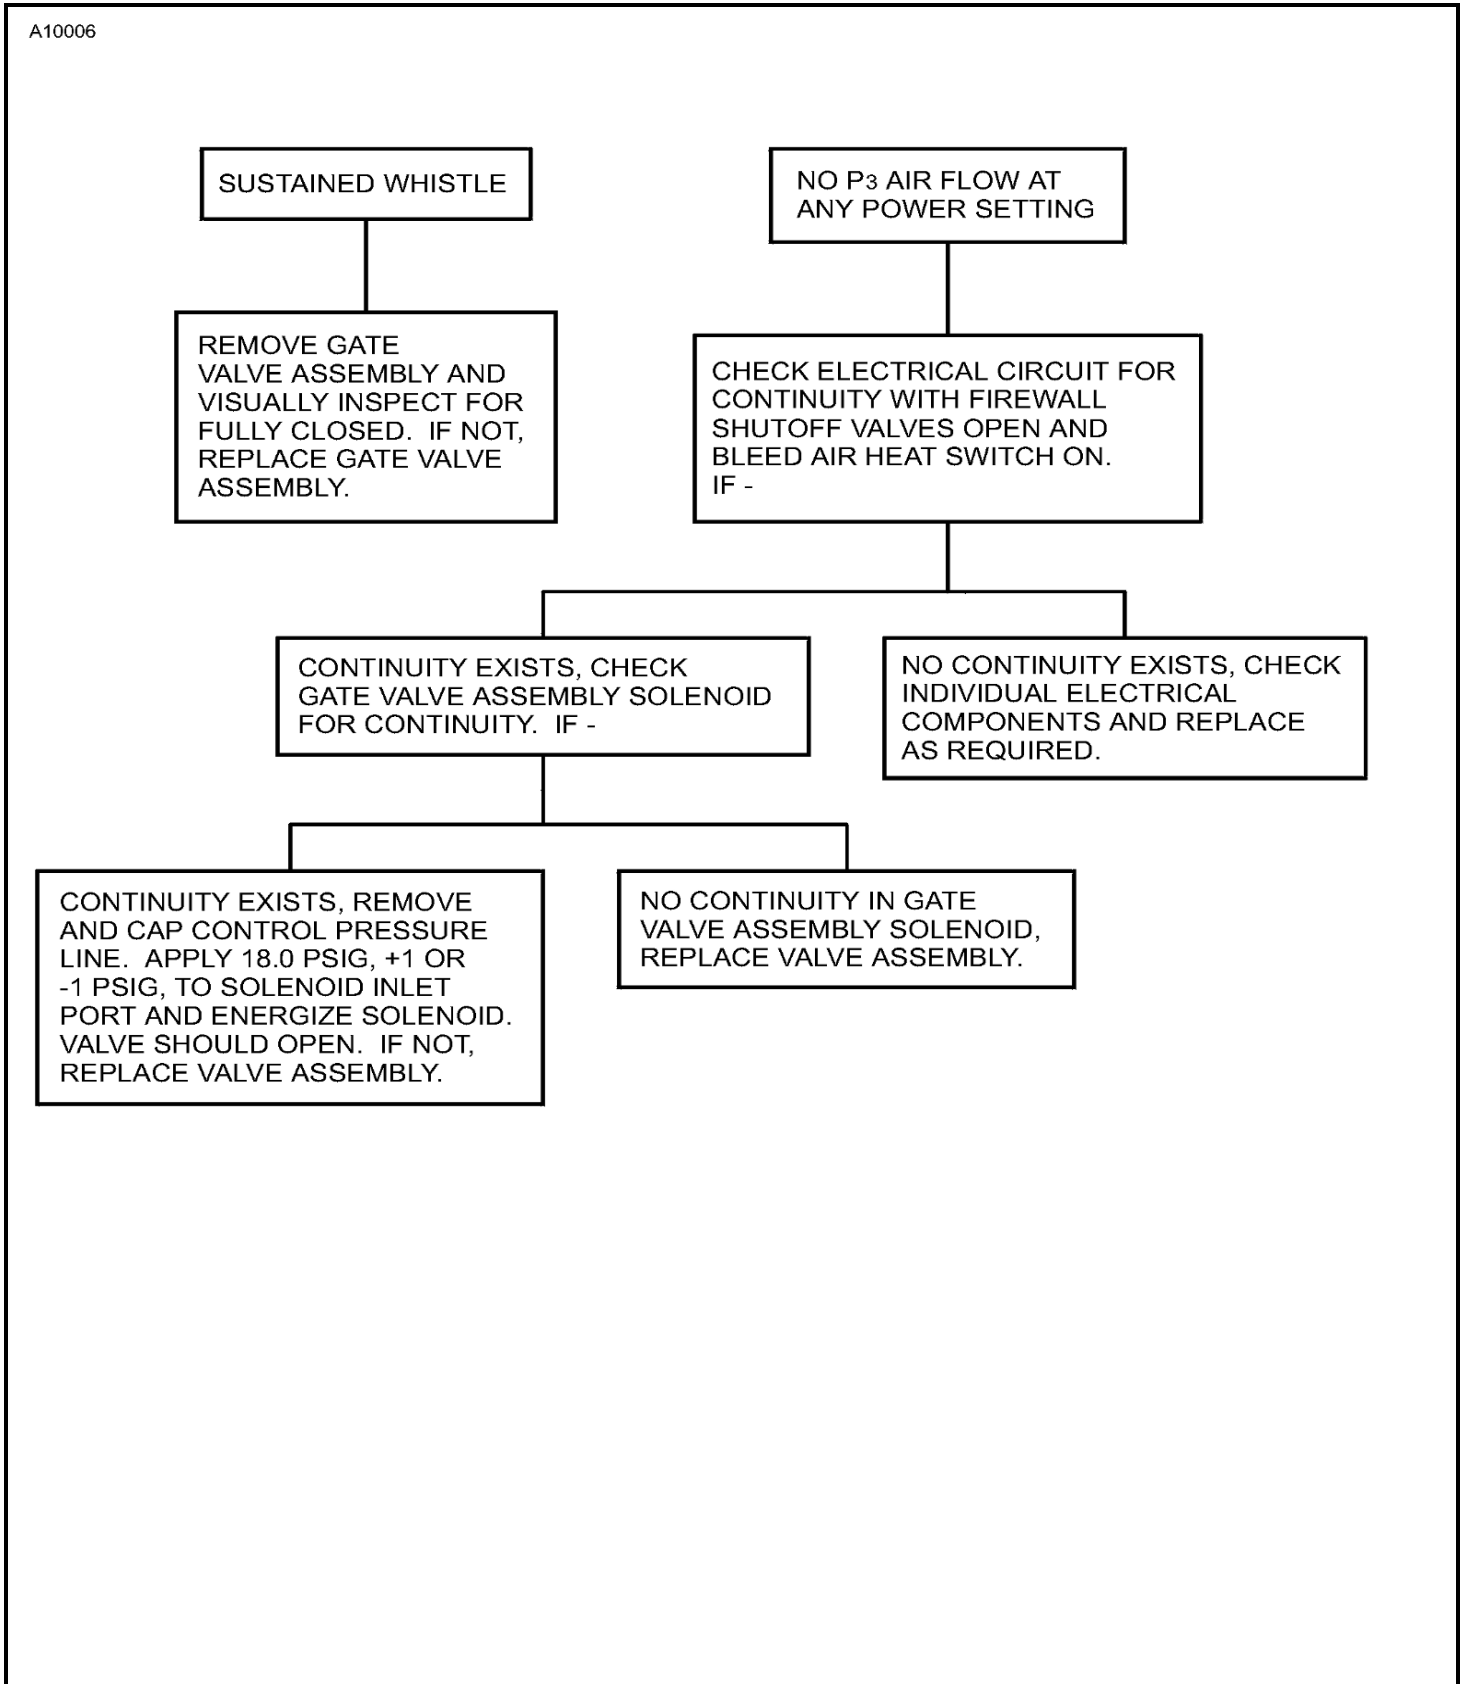 A10006
SUSTAINED WHISTLE
REMOVE GATE
VALVE ASSEMBLY AND
VISUALLY INSPECT FOR
FULLY CLOSED.  IF NOT,
REPLACE GATE VALVE
ASSEMBLY.
NO P3 AIR FLOW AT
ANY POWER SETTING
CHECK ELECTRICAL CIRCUIT FOR
CONTINUITY WITH FIREWALL
SHUTOFF VALVES OPEN AND
BLEED AIR HEAT SWITCH ON.
IF -
CONTINUITY EXISTS, CHECK
GATE VALVE ASSEMBLY SOLENOID
FOR CONTINUITY.  IF -
NO CONTINUITY EXISTS, CHECK
INDIVIDUAL ELECTRICAL
COMPONENTS AND REPLACE
AS REQUIRED.
CONTINUITY EXISTS, REMOVE
AND CAP CONTROL PRESSURE
LINE.  APPLY 18.0 PSIG, +1 OR
-1 PSIG, TO SOLENOID INLET
PORT AND ENERGIZE SOLENOID.
VALVE SHOULD OPEN.  IF NOT,
REPLACE VALVE ASSEMBLY.
NO CONTINUITY IN GATE
VALVE ASSEMBLY SOLENOID,
REPLACE VALVE ASSEMBLY.